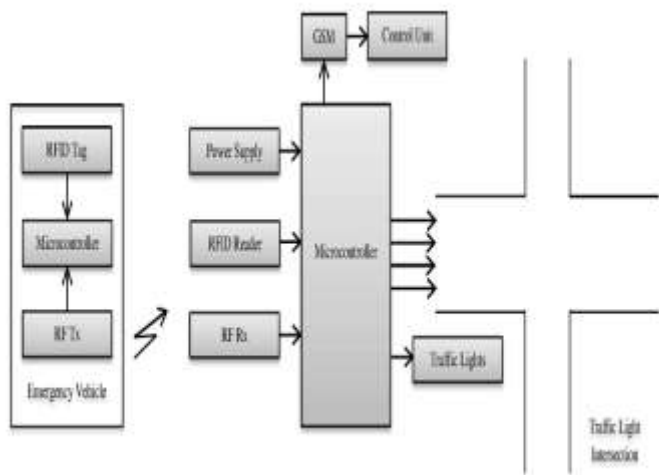 GSM
Control Unit
RFID Tag
Microcontroller
RF Tx
Emergency Vehicle
Power Supply
RFID Reader
RF Rx
Microcontroller
Traffic Lights
Traffic Light
Intersection